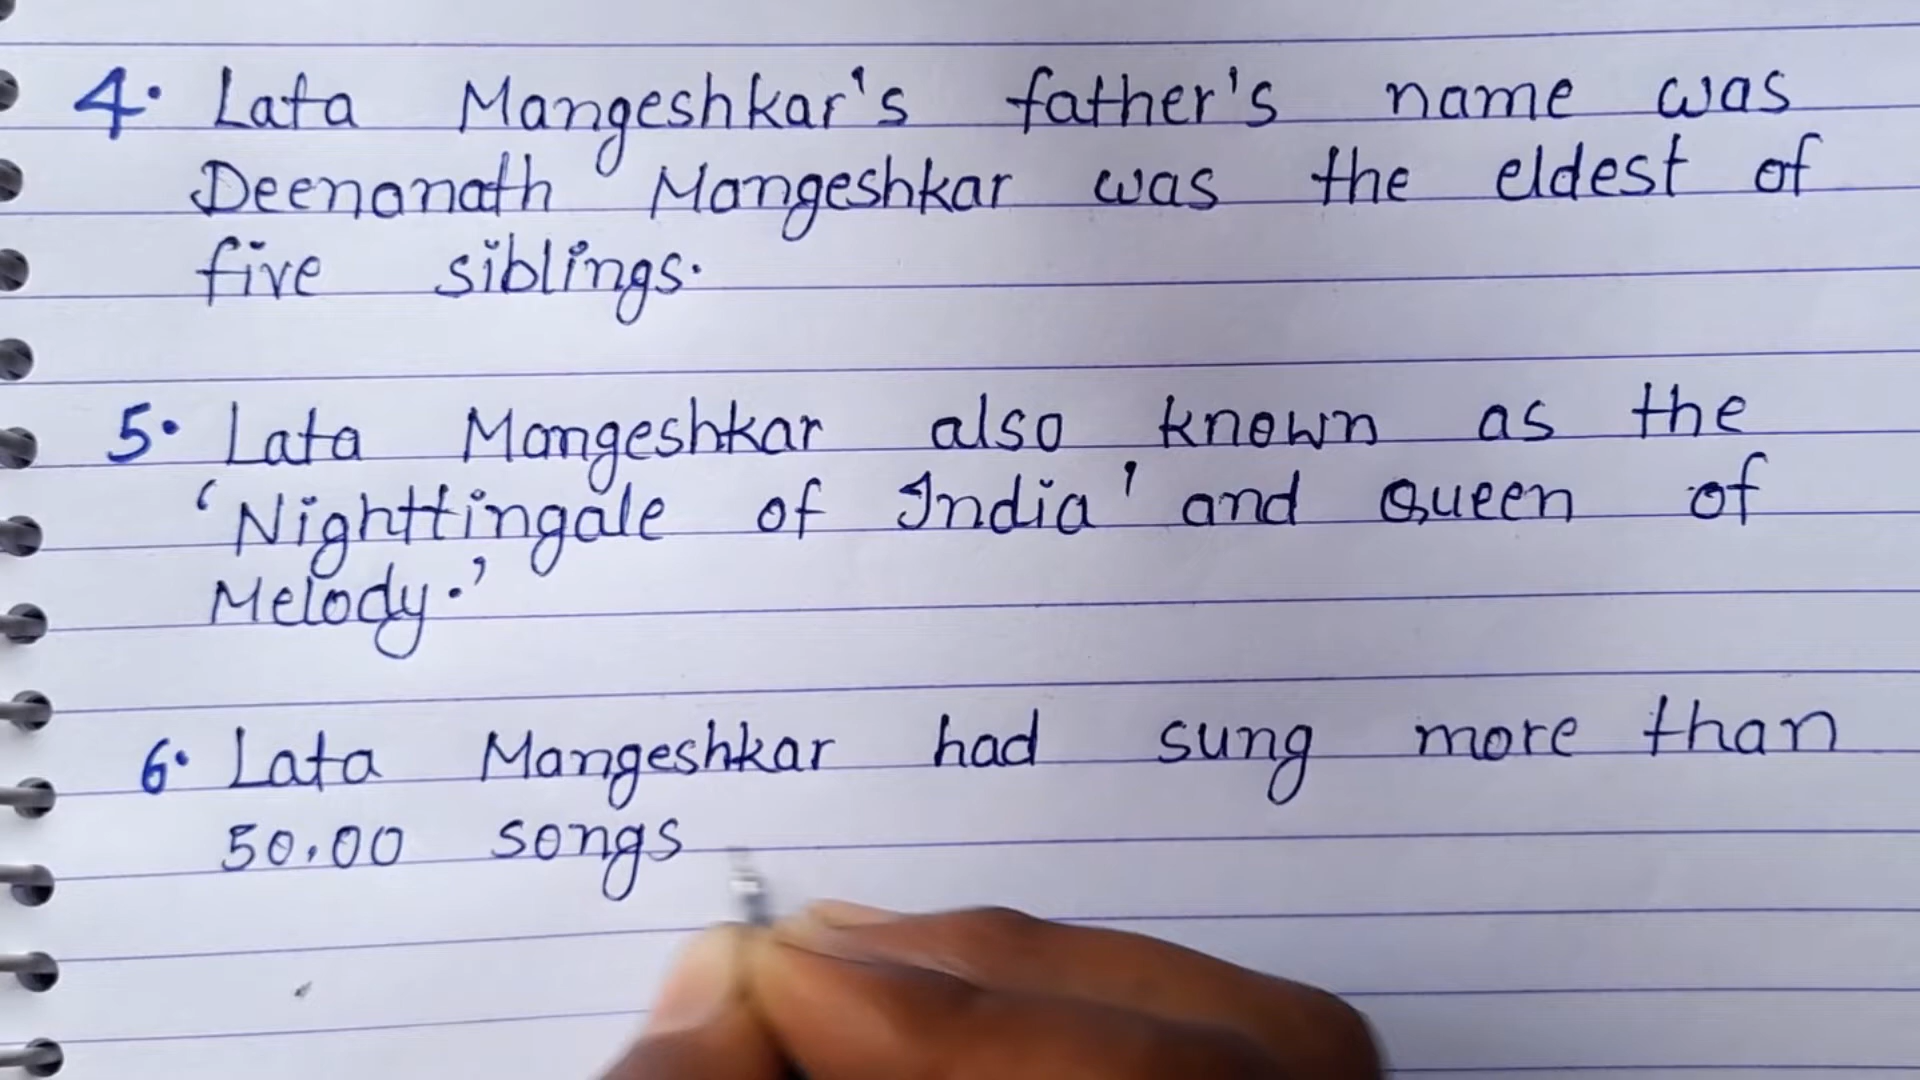 4. Lata Mangeshkar's father's name was
Deenanath Mangeshkar was the eldest of
five siblings.
5. Lata Mangeshkar also known as the
'Nighttingale of India' and Queen of
Melody.'
6. Lata Mangeshkar had sung more than
50.00 songs